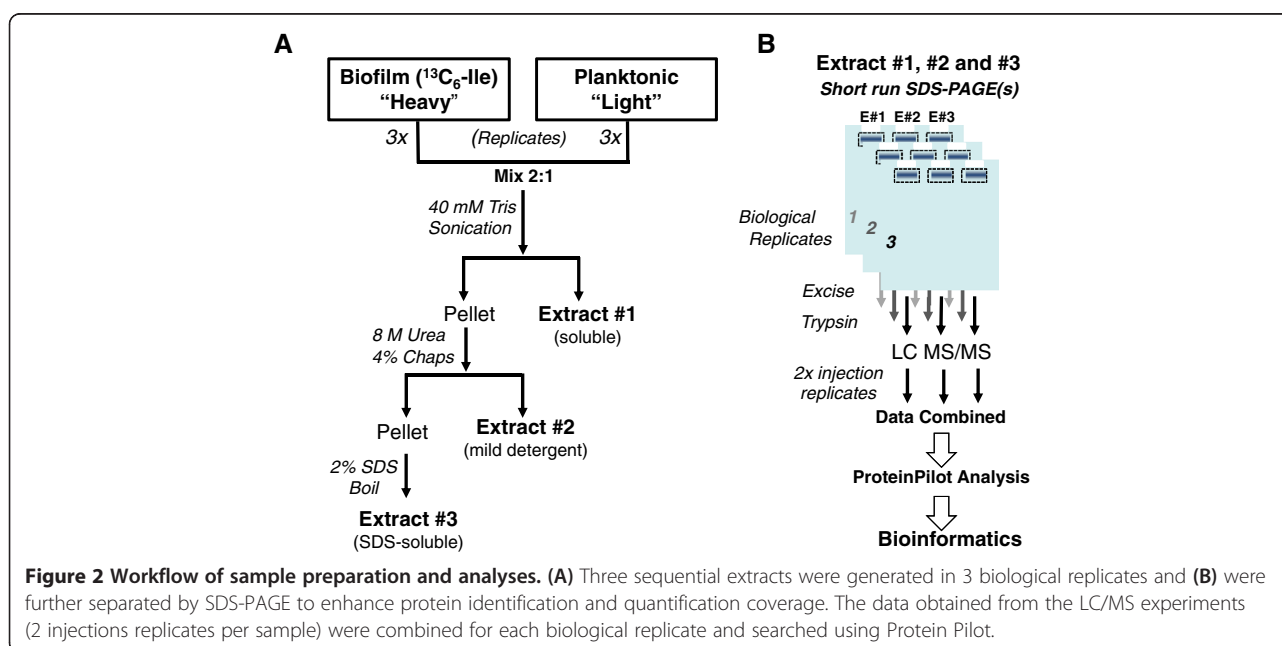 A
Biofilm (¹³C₆-Ile)
"Heavy"
Planktonic
"Light"
3x
(Replicates)
3x
Mix 2:1
40 mM Tris
Sonication
Pellet
Extract #1
(soluble)
8 M Urea
4% Chaps
Pellet
Extract #2
(mild detergent)
2% SDS
Boil
Extract #3
(SDS-soluble)
B
Extract #1, #2 and #3
Short run SDS-PAGE(s)
E#1 E#2 E#3
Biological
Replicates
1
2
3
Excise
Trypsin
LC MS/MS
2x injection
replicates
Data Combined
ProteinPilot Analysis
Bioinformatics
Figure 2 Workflow of sample preparation and analyses. (A) Three sequential extracts were generated in 3 biological replicates and (B) were
further separated by SDS-PAGE to enhance protein identification and quantification coverage. The data obtained from the LC/MS experiments
(2 injections replicates per sample) were combined for each biological replicate and searched using Protein Pilot.